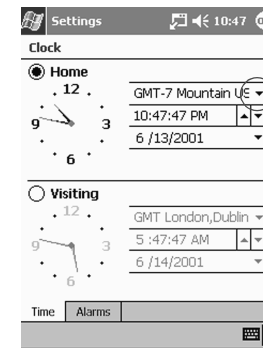 Settings 10:47
Clock
Home
12
9 3
6
GMT-7 Mountain US
10:47:47 PM
6 /13/2001
Visiting
12
9 3
6
GMT London,Dublin
5 :47:47 AM
6 /14/2001
Time Alarms